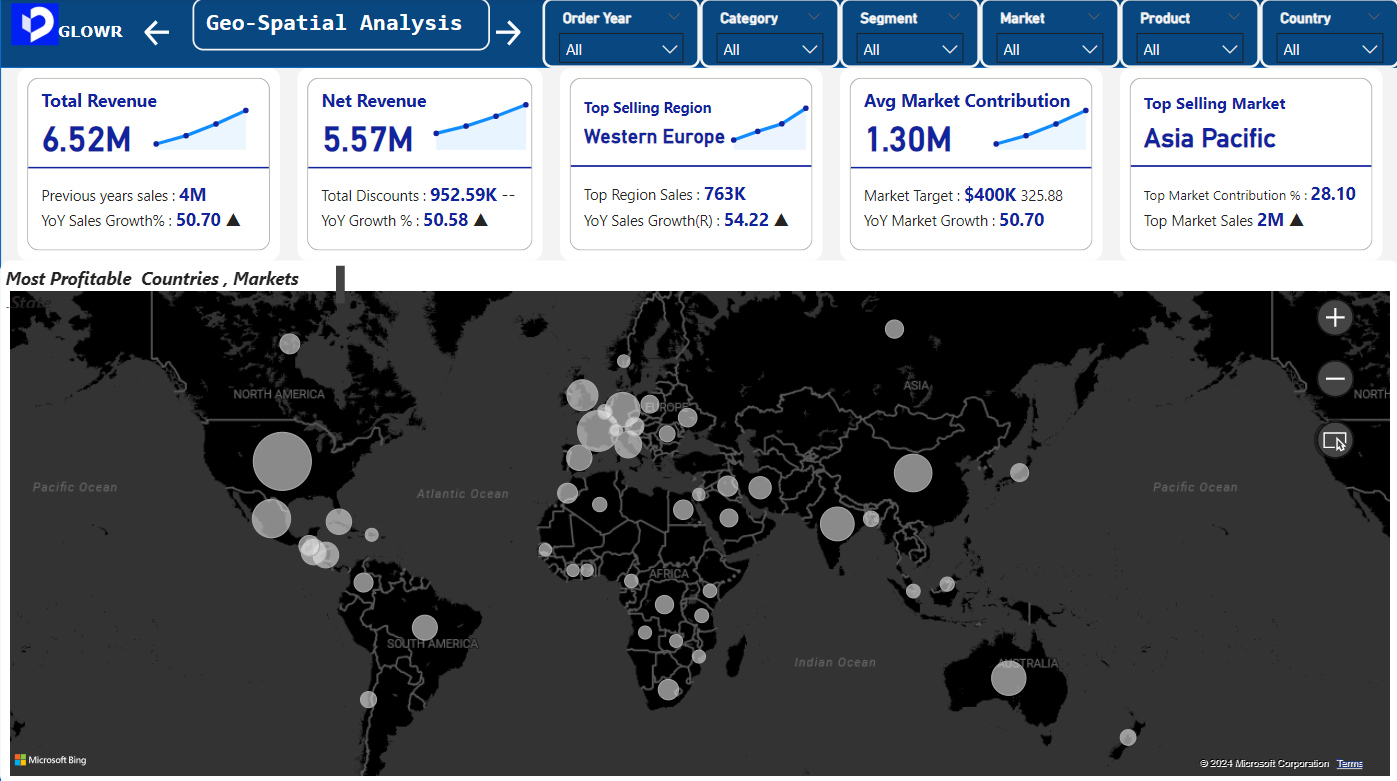 GLOWR
Geo-Spatial Analysis
Order Year
All
Category
All
Segment
All
Market
All
Product
All
Country
All
Total Revenue
6.52M
Previous years sales : 4M
YoY Sales Growth% : 50.70 ▲
Net Revenue
5.57M
Total Discounts : 952.59K --
YoY Growth % : 50.58 ▲
Top Selling Region
Western Europe
Top Region Sales : 763K
YoY Sales Growth(R) : 54.22 ▲
Avg Market Contribution
1.30M
Market Target : $400K 325.88
YoY Market Growth : 50.70
Top Selling Market
Asia Pacific
Top Market Contribution % : 28.10
Top Market Sales 2M ▲
Most Profitable Countries , Markets
State
NORTH AMERICA
EUROPE
ASIA
NORTH
Pacific Ocean
Atlantic Ocean
Pacific Ocean
AFRICA
SOUTH AMERICA
Indian Ocean
AUSTRALIA
Microsoft Bing
© 2024 Microsoft Corporation Terms